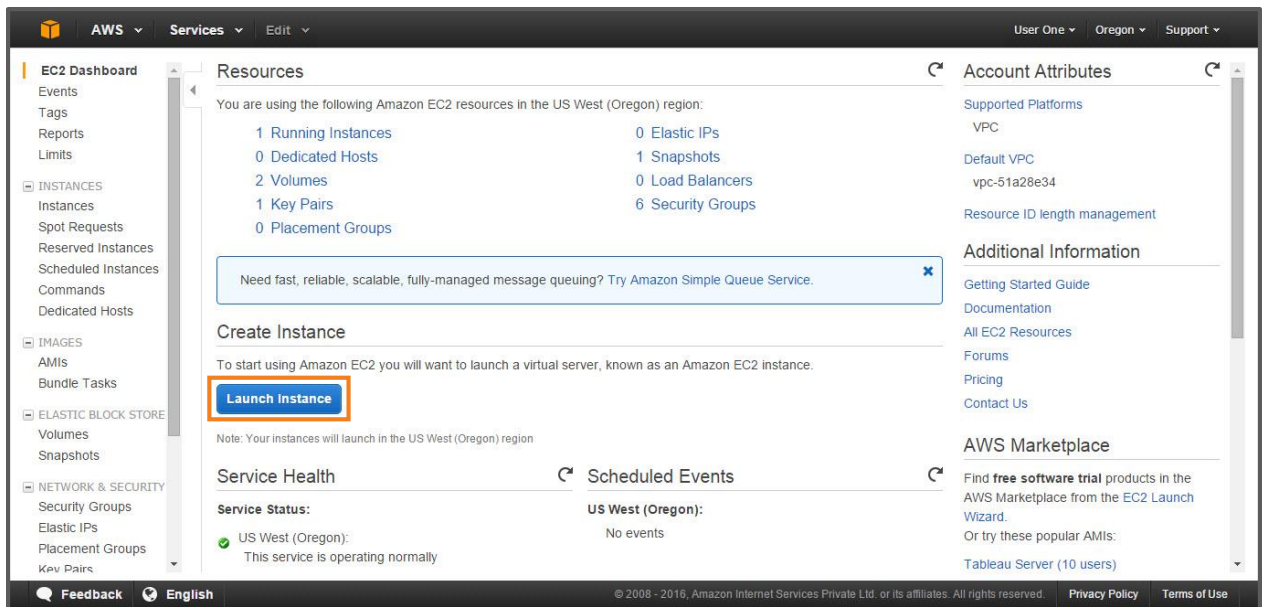 AWS Services Edit User One Oregon Support
EC2 Dashboard
Events
Tags
Reports
Limits
INSTANCES
Instances
Spot Requests
Reserved Instances
Scheduled Instances
Commands
Dedicated Hosts
IMAGES
AMIs
Bundle Tasks
ELASTIC BLOCK STORE
Volumes
Snapshots
NETWORK & SECURITY
Security Groups
Elastic IPs
Placement Groups
Key Pairs
Resources
You are using the following Amazon EC2 resources in the US West (Oregon) region:
1 Running Instances
0 Dedicated Hosts
2 Volumes
1 Key Pairs
0 Placement Groups
0 Elastic IPs
1 Snapshots
0 Load Balancers
6 Security Groups
Need fast, reliable, scalable, fully-managed message queuing? Try Amazon Simple Queue Service.
Create Instance
To start using Amazon EC2 you will want to launch a virtual server, known as an Amazon EC2 instance.
Launch Instance
Note: Your instances will launch in the US West (Oregon) region
Service Health
Service Status:
US West (Oregon):
This service is operating normally
Scheduled Events
US West (Oregon):
No events
Account Attributes
Supported Platforms
VPC
Default VPC
vpc-51a28e34
Resource ID length management
Additional Information
Getting Started Guide
Documentation
All EC2 Resources
Forums
Pricing
Contact Us
AWS Marketplace
Find free software trial products in the
AWS Marketplace from the EC2 Launch
Wizard.
Or try these popular AMIs:
Tableau Server (10 users)
Feedback English © 2008 - 2016, Amazon Internet Services Private Ltd. or its affiliates. All rights reserved. Privacy Policy Terms of Use